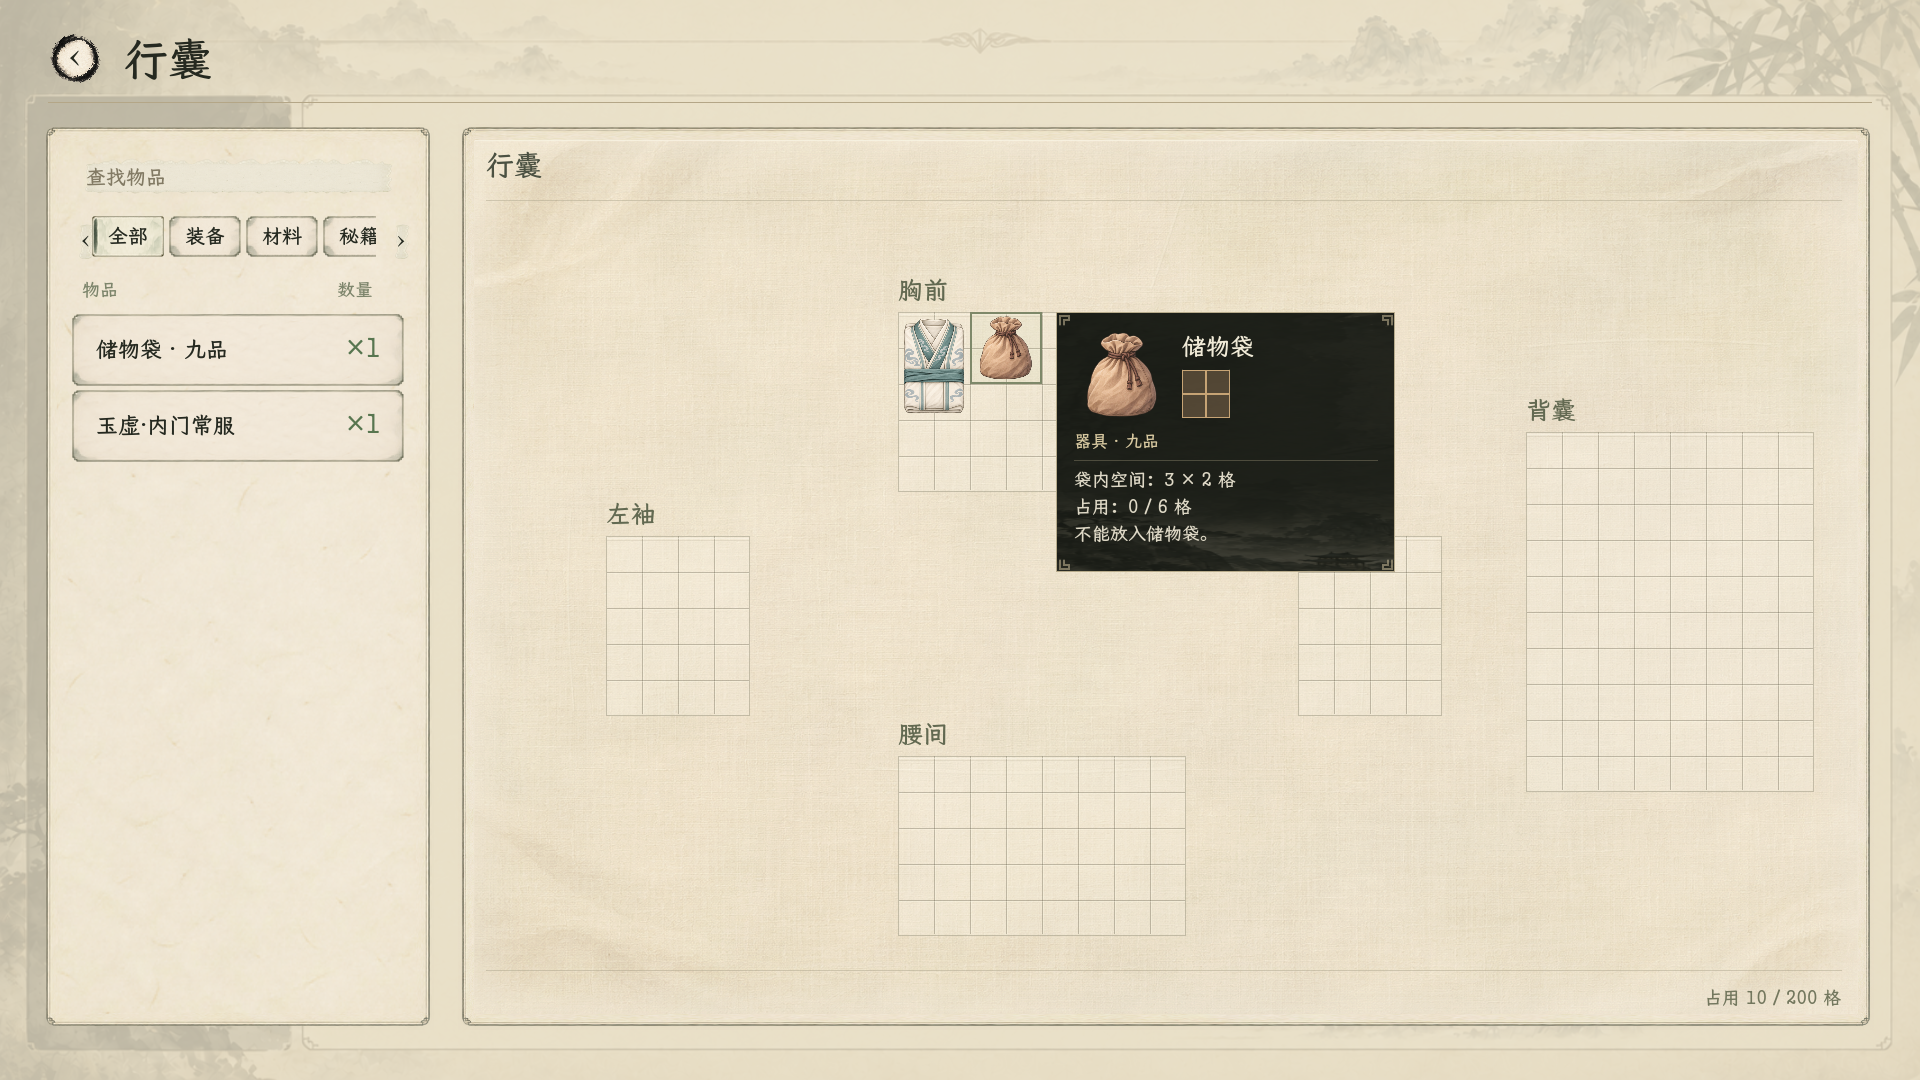 行囊
查找物品
全部
装备
材料
秘籍
物品
数量
储物袋 · 九品
×1
玉虚·内门常服
×1
行囊
胸前
储物袋
器具 · 九品
袋内空间：3 × 2 格
占用：0 / 6 格
不能放入储物袋。
背囊
左袖
腰间
占用 10 / 200 格